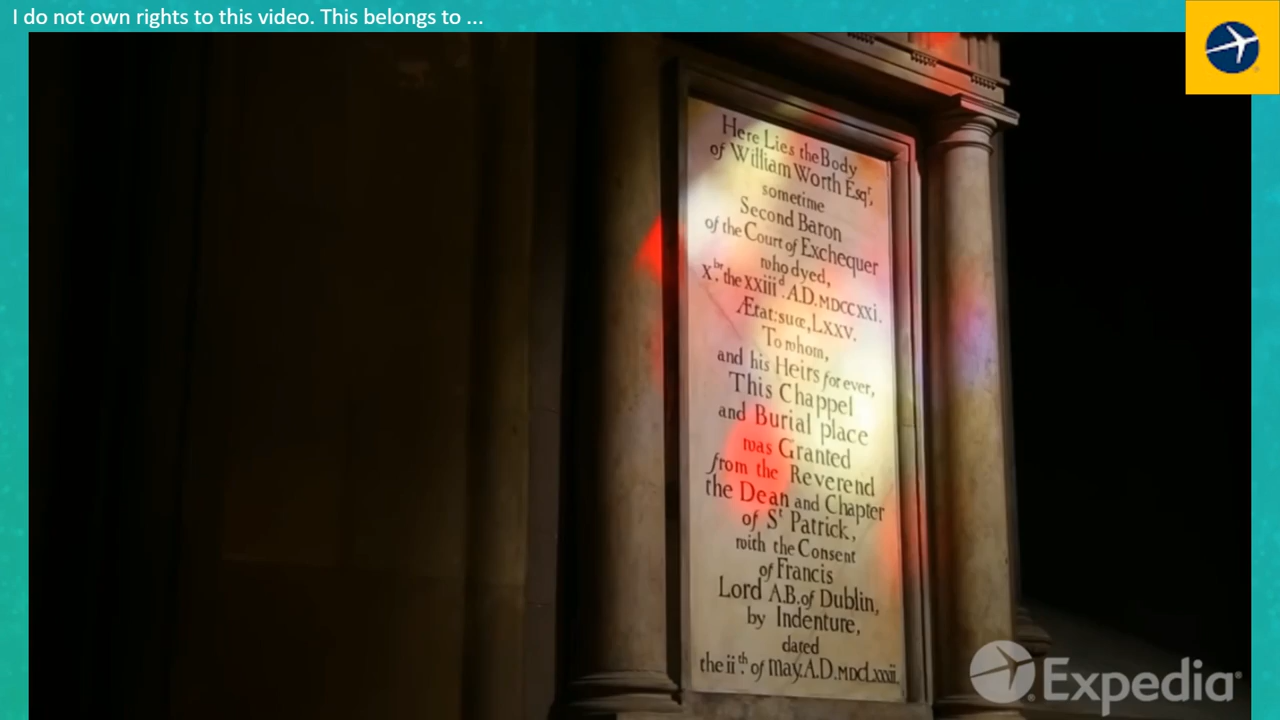 I do not own rights to this video. This belongs to ...
Here Lies the Body
of William Worth Esqr,
sometime
Second Baron
of the Court of Exchequer
who dyed,
Xbr. the XXIIId. A.D. MDCCXXI.
Ætat: suæ, LXXV.
To whom,
and his Heirs for ever,
This Chappel
and Burial place
was Granted
from the Reverend
the Dean and Chapter
of St Patrick,
with the Consent
of Francis
Lord A.B. of Dublin,
by Indenture,
dated
the iith. of May. A.D. MDCLXXXII.
Expedia